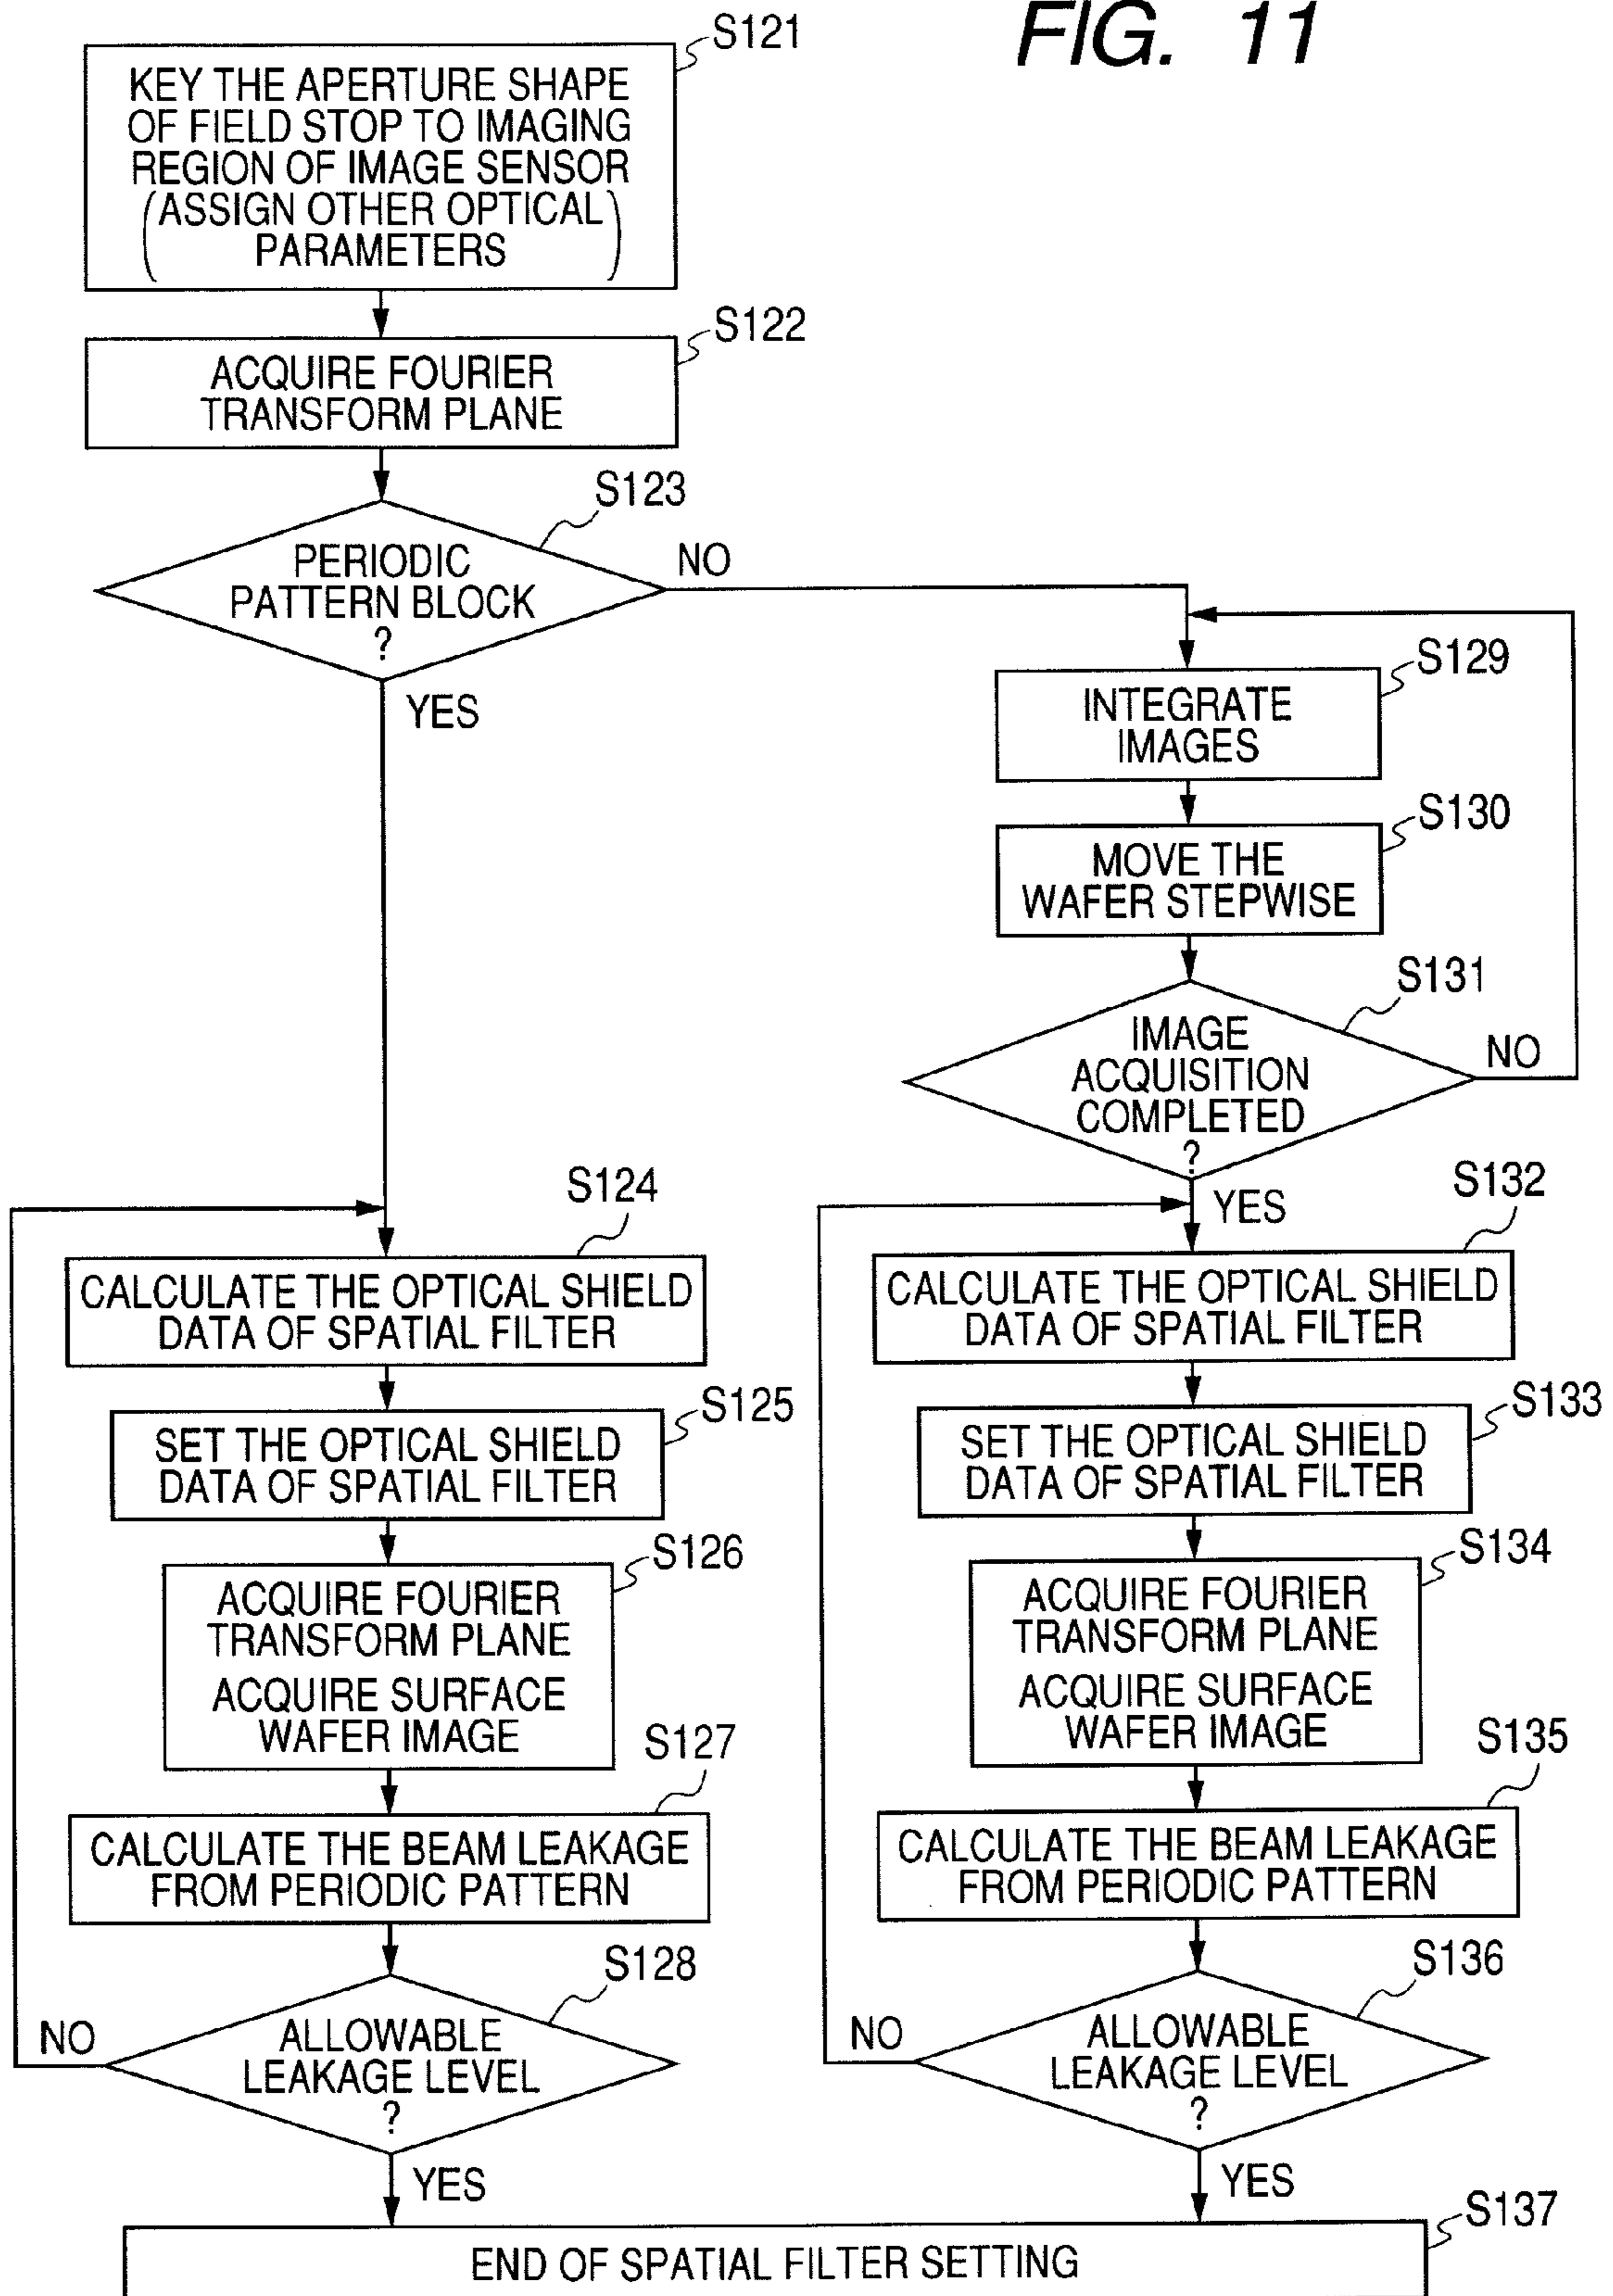 FIG. 11
S121
KEY THE APERTURE SHAPE
OF FIELD STOP TO IMAGING
REGION OF IMAGE SENSOR
(ASSIGN OTHER OPTICAL
PARAMETERS)
S122
ACQUIRE FOURIER
TRANSFORM PLANE
S123
PERIODIC
PATTERN BLOCK
?
NO
YES
S129
INTEGRATE
IMAGES
S130
MOVE THE
WAFER STEPWISE
S131
IMAGE
ACQUISITION
COMPLETED
?
NO
YES
S124
CALCULATE THE OPTICAL SHIELD
DATA OF SPATIAL FILTER
S125
SET THE OPTICAL SHIELD
DATA OF SPATIAL FILTER
S126
ACQUIRE FOURIER
TRANSFORM PLANE
ACQUIRE SURFACE
WAFER IMAGE
S127
CALCULATE THE BEAM LEAKAGE
FROM PERIODIC PATTERN
S128
ALLOWABLE
LEAKAGE LEVEL
?
NO
YES
S132
CALCULATE THE OPTICAL SHIELD
DATA OF SPATIAL FILTER
S133
SET THE OPTICAL SHIELD
DATA OF SPATIAL FILTER
S134
ACQUIRE FOURIER
TRANSFORM PLANE
ACQUIRE SURFACE
WAFER IMAGE
S135
CALCULATE THE BEAM LEAKAGE
FROM PERIODIC PATTERN
S136
ALLOWABLE
LEAKAGE LEVEL
?
NO
YES
S137
END OF SPATIAL FILTER SETTING